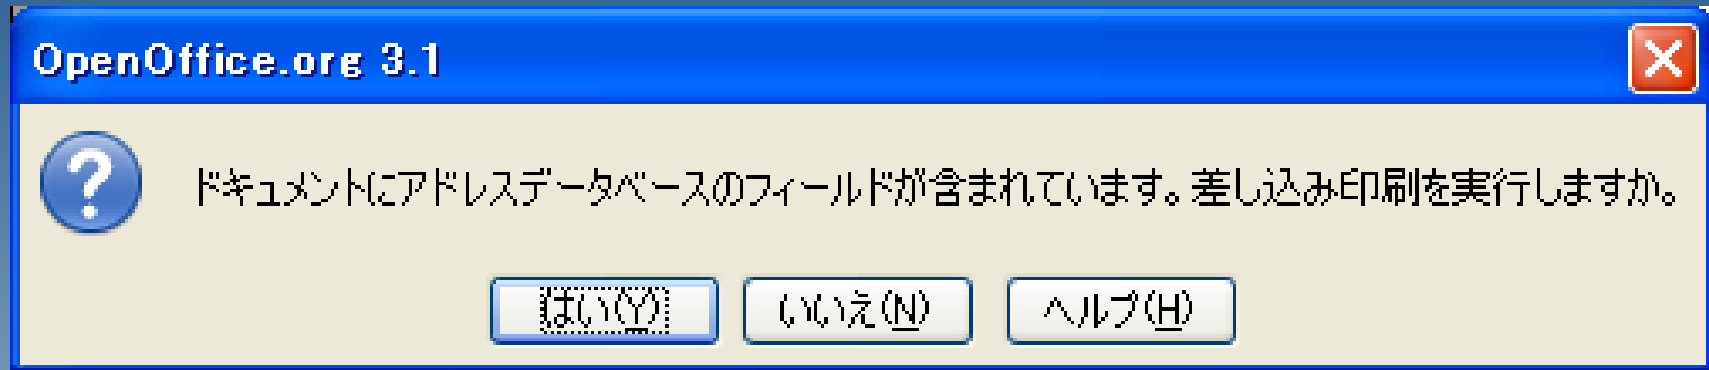 OpenOffice.org 3.1
ドキュメントにアドレスデータベースのフィールドが含まれています。差し込み印刷を実行しますか。
はい(Y) いいえ(N) ヘルプ(H)